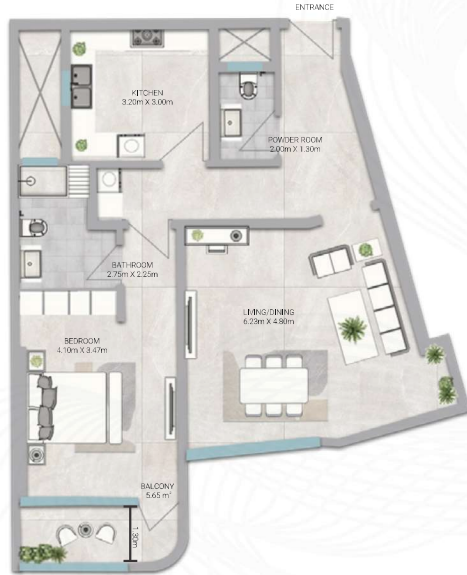 ENTRANCE
KITCHEN
3.20m X 3.00m
POWDER ROOM
2.00m X 1.30m
BATHROOM
2.75m X 2.25m
LIVING/DINING
6.23m X 4.80m
BEDROOM
4.10m X 3.47m
BALCONY
5.65 m²
1.30m